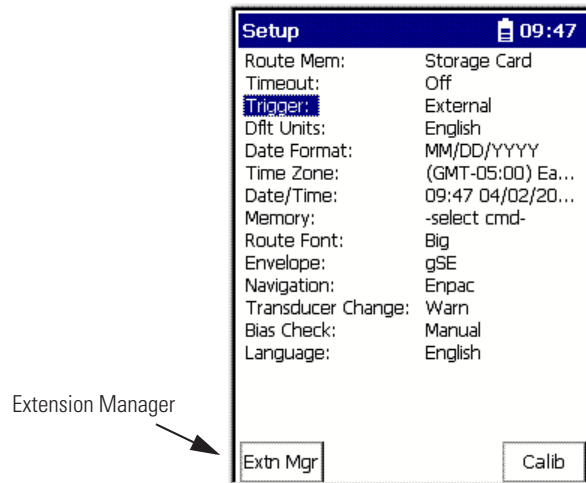 Setup 09:47
Route Mem: Storage Card
Timeout: Off
Trigger: External
Dflt Units: English
Date Format: MM/DD/YYYY
Time Zone: (GMT-05:00) Ea...
Date/Time: 09:47 04/02/20...
Memory: -select cmd-
Route Font: Big
Envelope: gSE
Navigation: Enpac
Transducer Change: Warn
Bias Check: Manual
Language: English
Extension Manager
Extn Mgr Calib